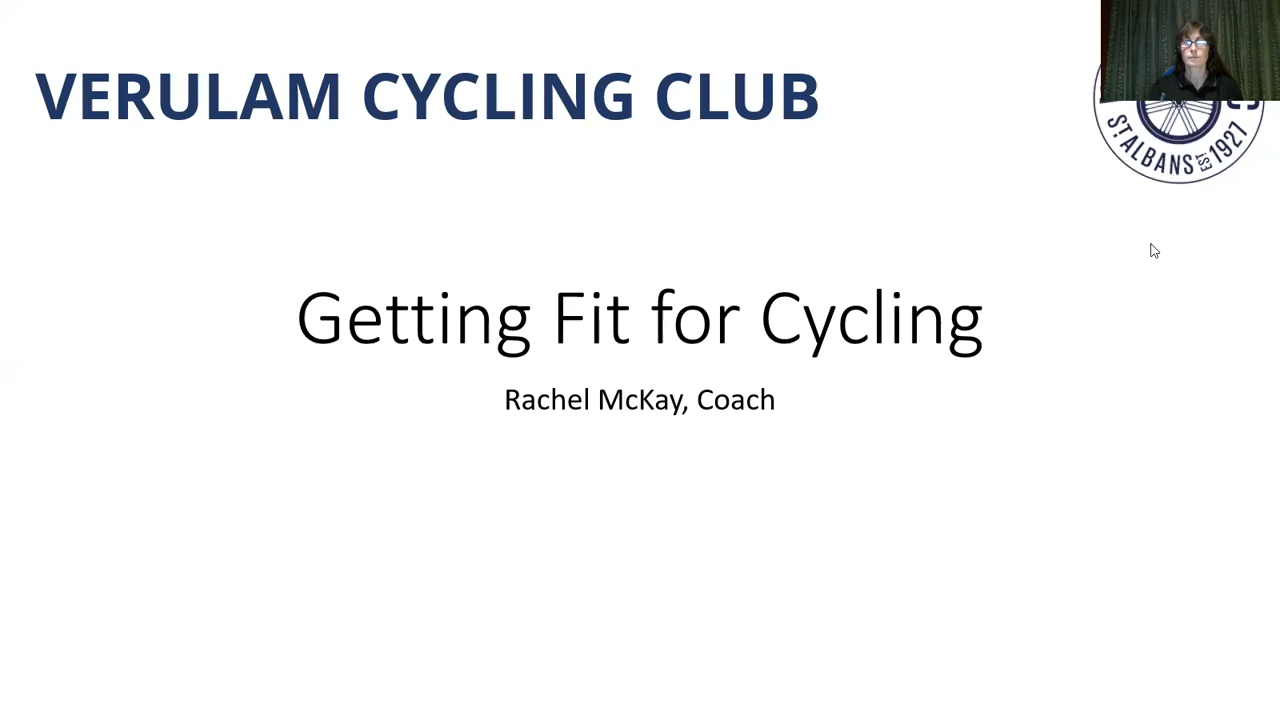 VERULAM CYCLING CLUB
ST. ALBANS EST 1927
Getting Fit for Cycling
Rachel McKay, Coach